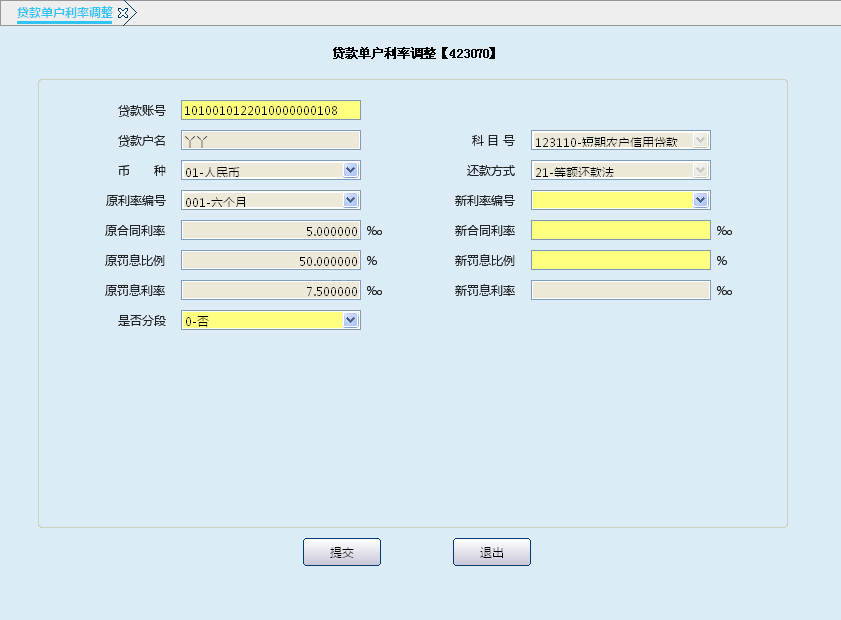 贷款单户利率调整
贷款单户利率调整【423070】
贷款账号 1010010122010000000108
贷款户名 丫丫 科 目 号 123110-短期农户信用贷款
币 种 01-人民币 还款方式 21-等额还款法
原利率编号 001-六个月 新利率编号
原合同利率 5.000000 ‰ 新合同利率 ‰
原罚息比例 50.000000 % 新罚息比例 %
原罚息利率 7.500000 ‰ 新罚息利率 ‰
是否分段 0-否
提交 退出